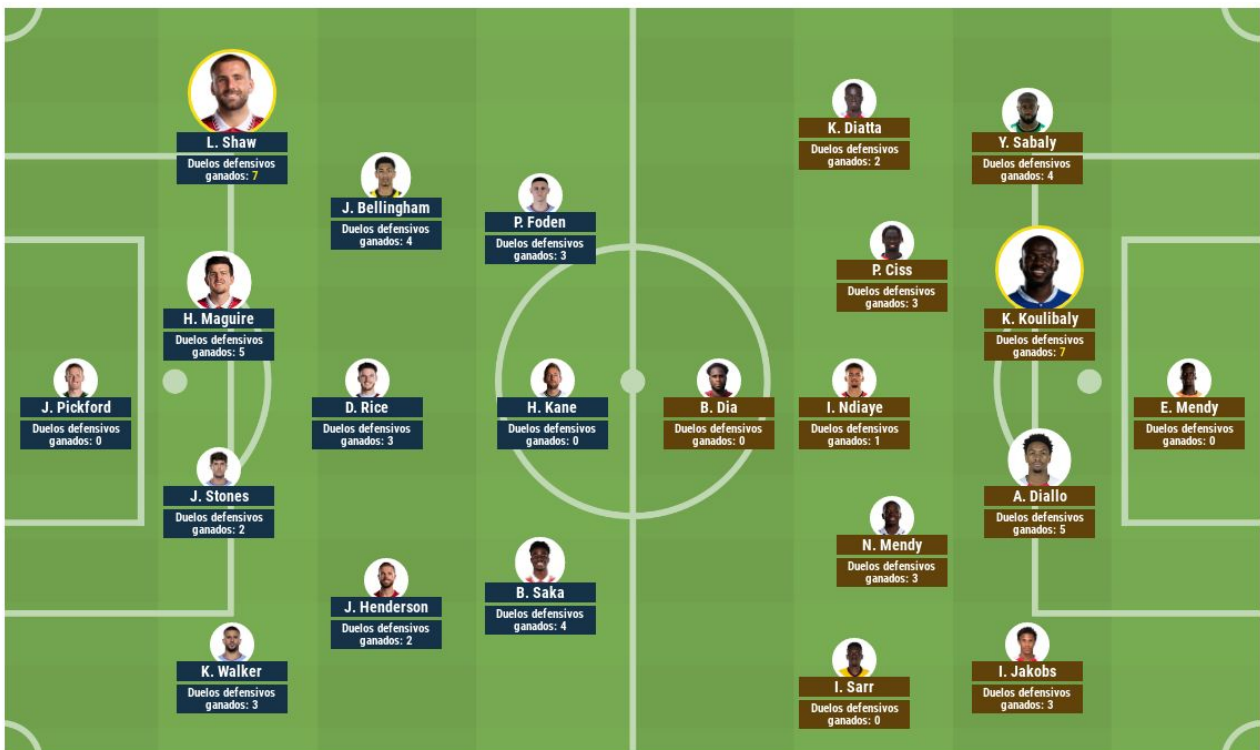 L. Shaw
Duelos defensivos
ganados: 7
J. Bellingham
Duelos defensivos
ganados: 4
P. Foden
Duelos defensivos
ganados: 3
H. Maguire
Duelos defensivos
ganados: 5
J. Pickford
Duelos defensivos
ganados: 0
D. Rice
Duelos defensivos
ganados: 3
H. Kane
Duelos defensivos
ganados: 0
J. Stones
Duelos defensivos
ganados: 2
J. Henderson
Duelos defensivos
ganados: 2
B. Saka
Duelos defensivos
ganados: 4
K. Walker
Duelos defensivos
ganados: 3
K. Diatta
Duelos defensivos
ganados: 2
Y. Sabaly
Duelos defensivos
ganados: 4
P. Ciss
Duelos defensivos
ganados: 3
K. Koulibaly
Duelos defensivos
ganados: 7
B. Dia
Duelos defensivos
ganados: 0
I. Ndiaye
Duelos defensivos
ganados: 1
E. Mendy
Duelos defensivos
ganados: 0
A. Diallo
Duelos defensivos
ganados: 5
N. Mendy
Duelos defensivos
ganados: 3
I. Sarr
Duelos defensivos
ganados: 0
I. Jakobs
Duelos defensivos
ganados: 3